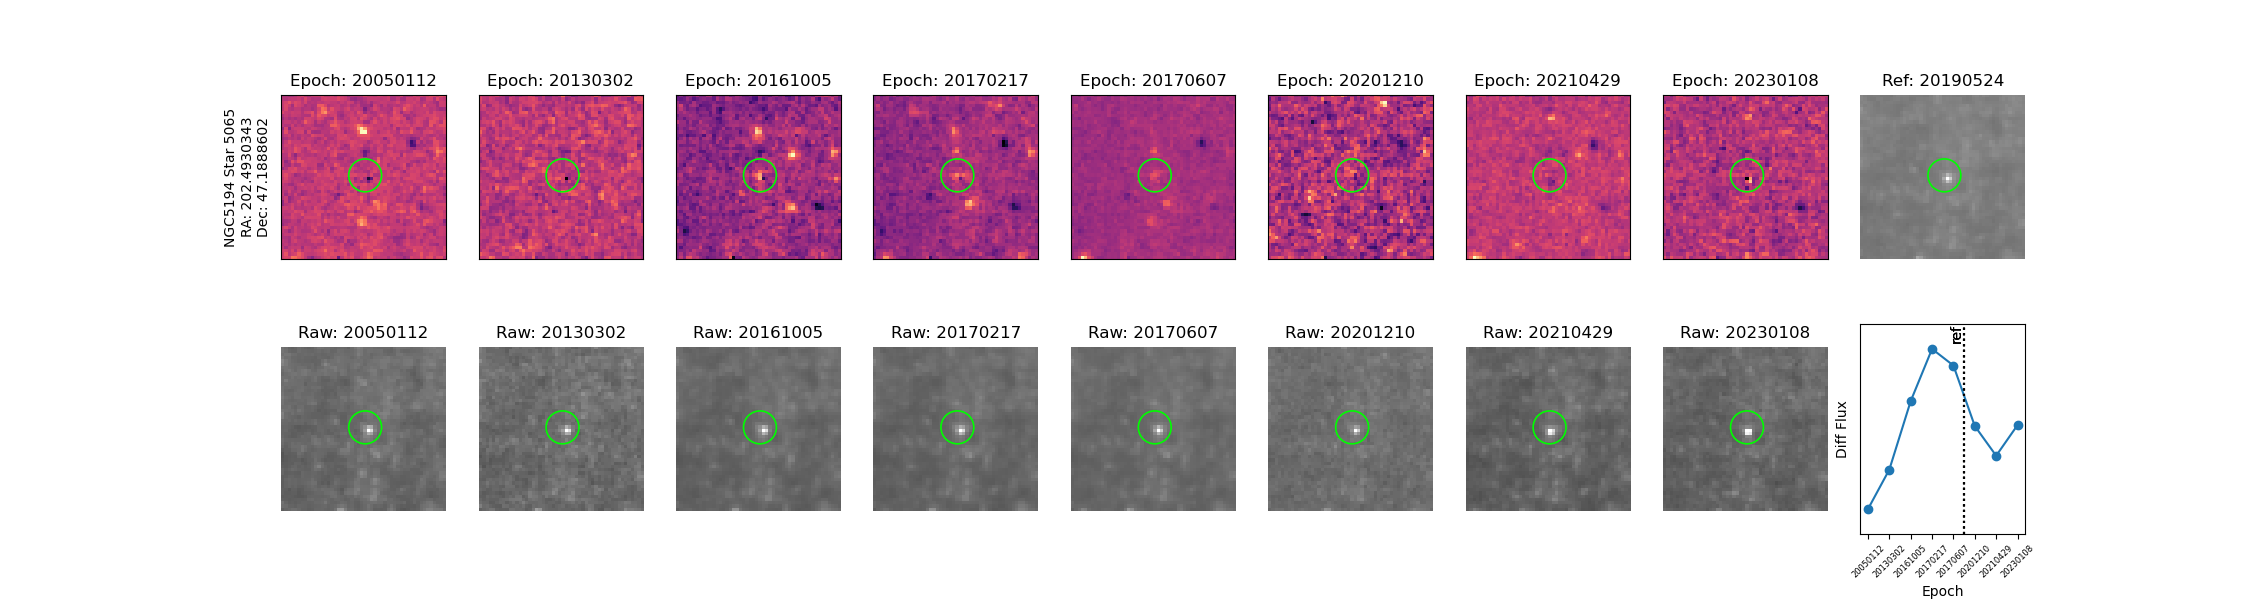 Epoch: 20050112
Epoch: 20130302
Epoch: 20161005
Epoch: 20170217
Epoch: 20170607
Epoch: 20201210
Epoch: 20210429
Epoch: 20230108
Ref: 20190524
NGC5194 Star 5065
RA: 202.4930343
Dec: 47.1888602
Raw: 20050112
Raw: 20130302
Raw: 20161005
Raw: 20170217
Raw: 20170607
Raw: 20201210
Raw: 20210429
Raw: 20230108
ref
Diff Flux
20050112
20130302
20161005
20170217
20170607
20201210
20210429
20230108
Epoch